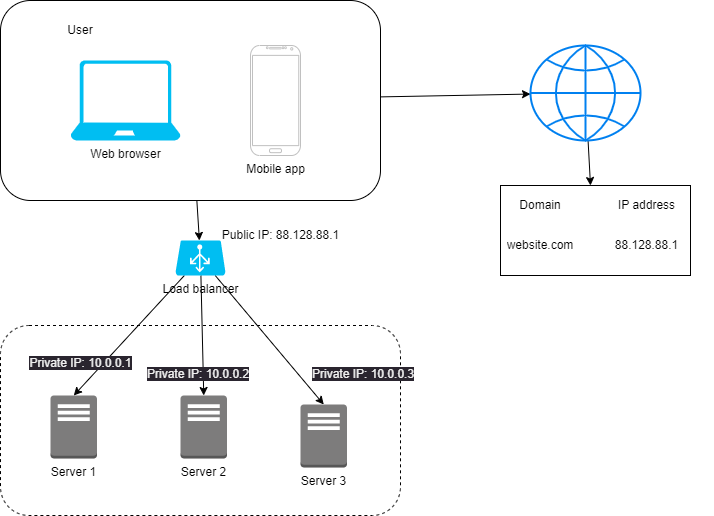 User
Web browser
Mobile app
Public IP: 88.128.88.1
Domain IP address
website.com 88.128.88.1
Load balancer
Private IP: 10.0.0.1
Private IP: 10.0.0.2
Private IP: 10.0.0.3
Server 1
Server 2
Server 3